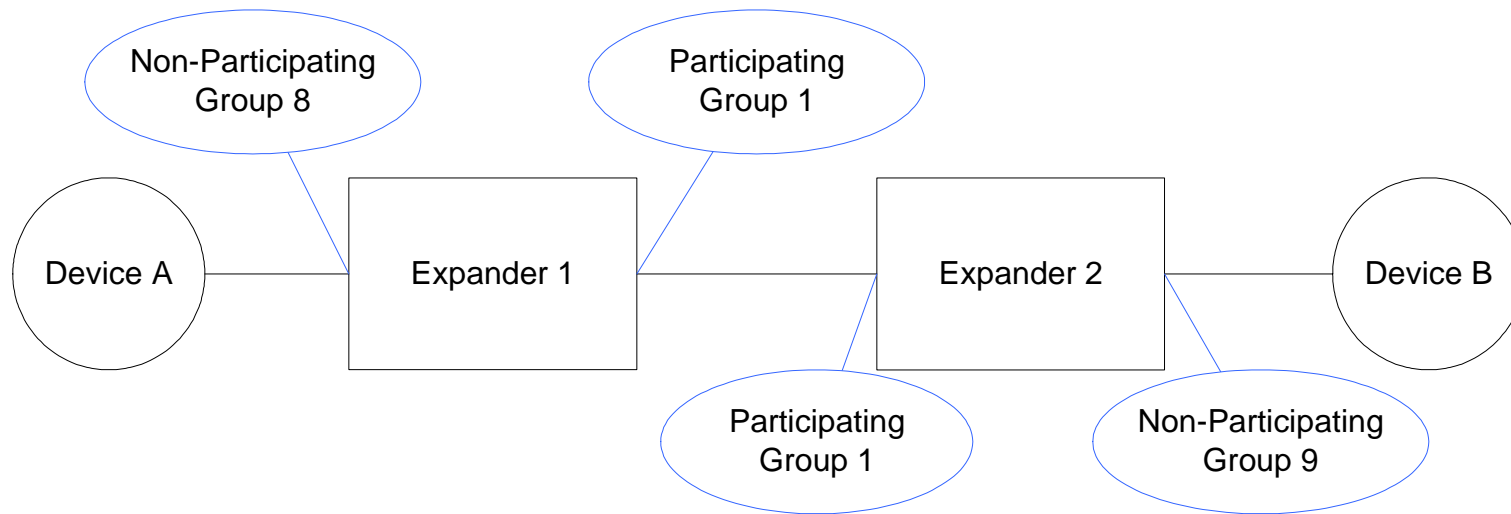 Non-Participating
Group 8
Participating
Group 1
Device A
Expander 1
Expander 2
Device B
Participating
Group 1
Non-Participating
Group 9